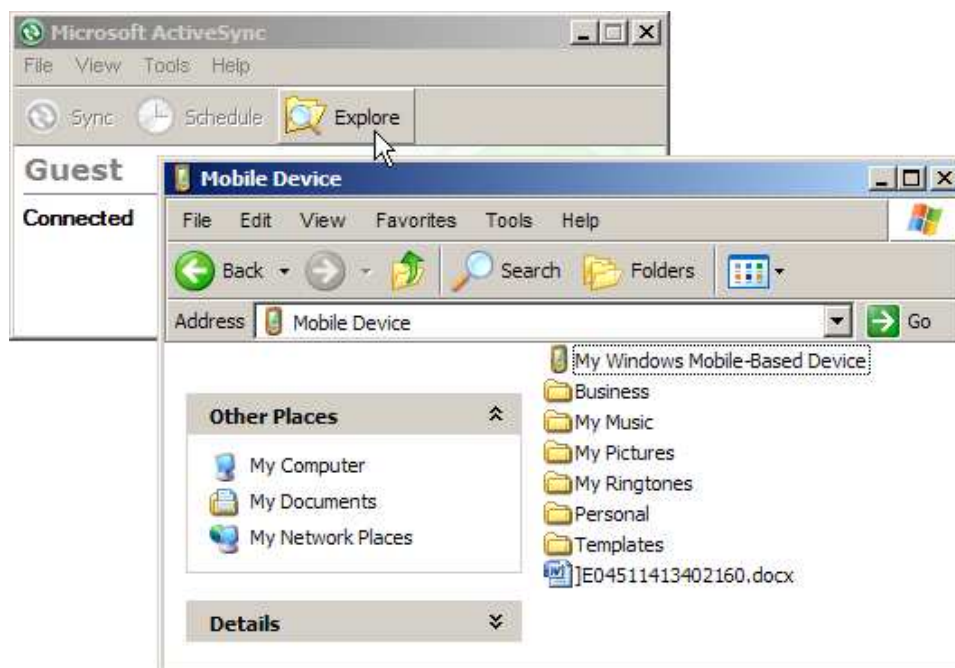 Microsoft ActiveSync
File View Tools Help
Sync Schedule Explore
Guest
Connected
Mobile Device
File Edit View Favorites Tools Help
Back Search Folders
Address Mobile Device Go
Other Places
My Computer
My Documents
My Network Places
Details
My Windows Mobile-Based Device
Business
My Music
My Pictures
My Ringtones
Personal
Templates
]E04511413402160.docx